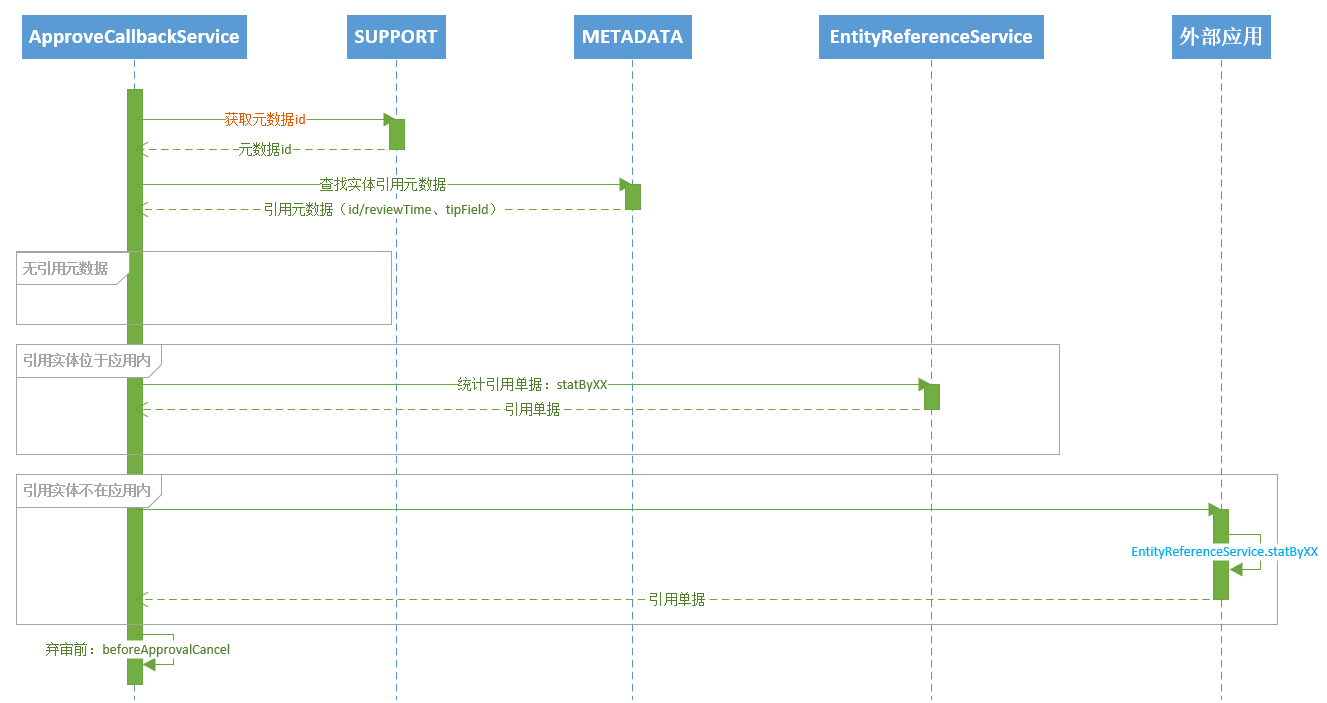 ApproveCallbackService
SUPPORT
METADATA
EntityReferenceService
外部应用
获取元数据id
元数据id
查找实体引用元数据
引用元数据（id/reviewTime、tipField）
无引用元数据
引用实体位于应用内
统计引用单据：statByXX
引用单据
引用实体不在应用内
EntityReferenceService.statByXX
引用单据
弃审前：beforeApprovalCancel